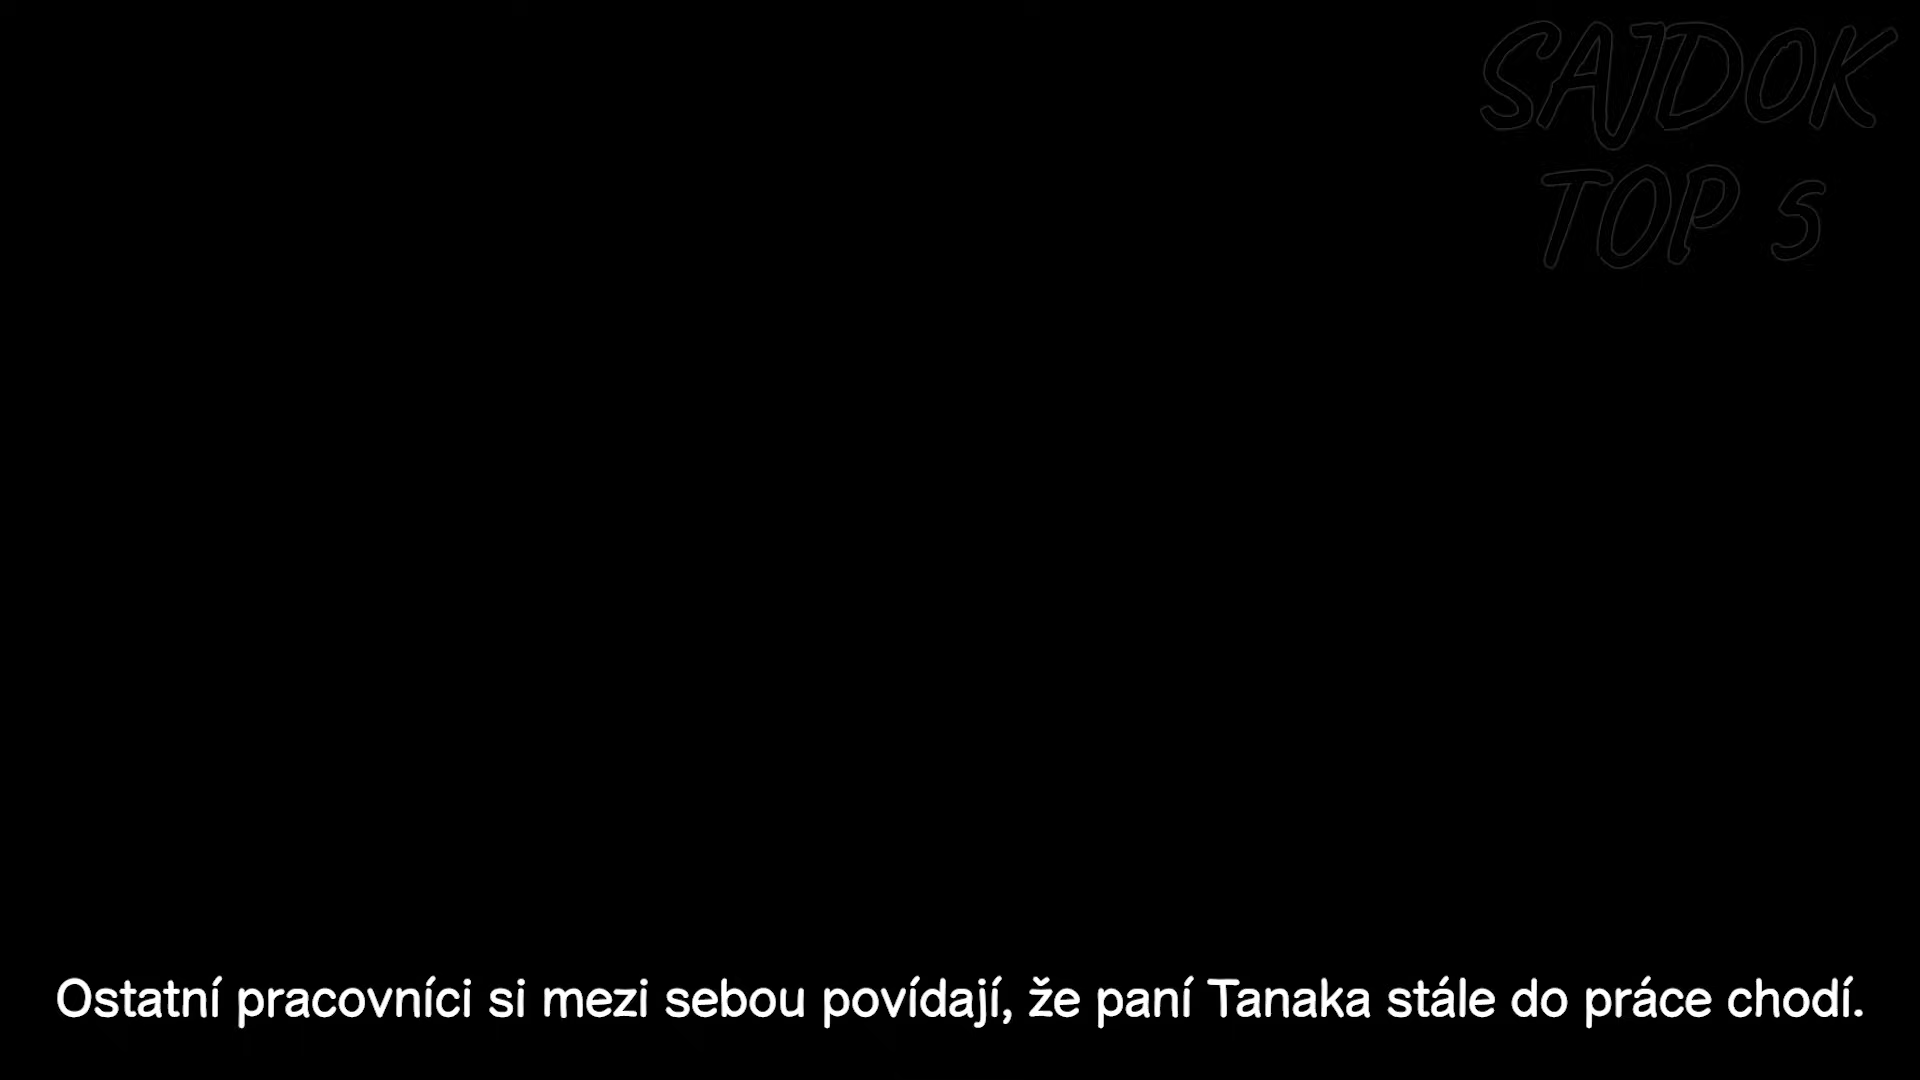 SAJDOK
TOP 5
Ostatní pracovníci si mezi sebou povídají, že paní Tanaka stále do práce chodí.